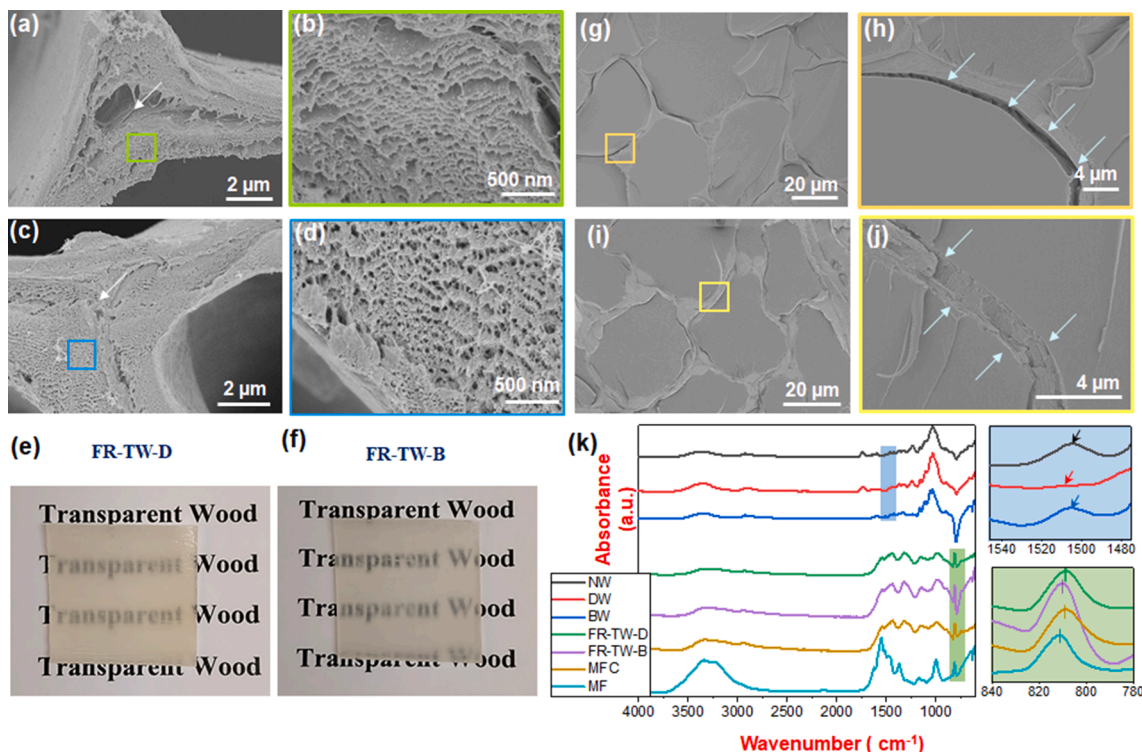 (a)
2 μm
(b)
500 nm
(g)
20 μm
(h)
4 μm
(c)
2 μm
(d)
500 nm
(i)
20 μm
(j)
4 μm
(e)
FR-TW-D
Transparent Wood
Transparent Wood
Transparent Wood
Transparent Wood
(f)
FR-TW-B
Transparent Wood
Transparent Wood
Transparent Wood
Transparent Wood
(k)
Absorbance
(a.u.)
NW
DW
BW
FR-TW-D
FR-TW-B
MF C
MF
4000 3500 3000 2500 2000 1500 1000
Wavenumber ( cm-1)
1540 1520 1500 1480
840 820 800 780